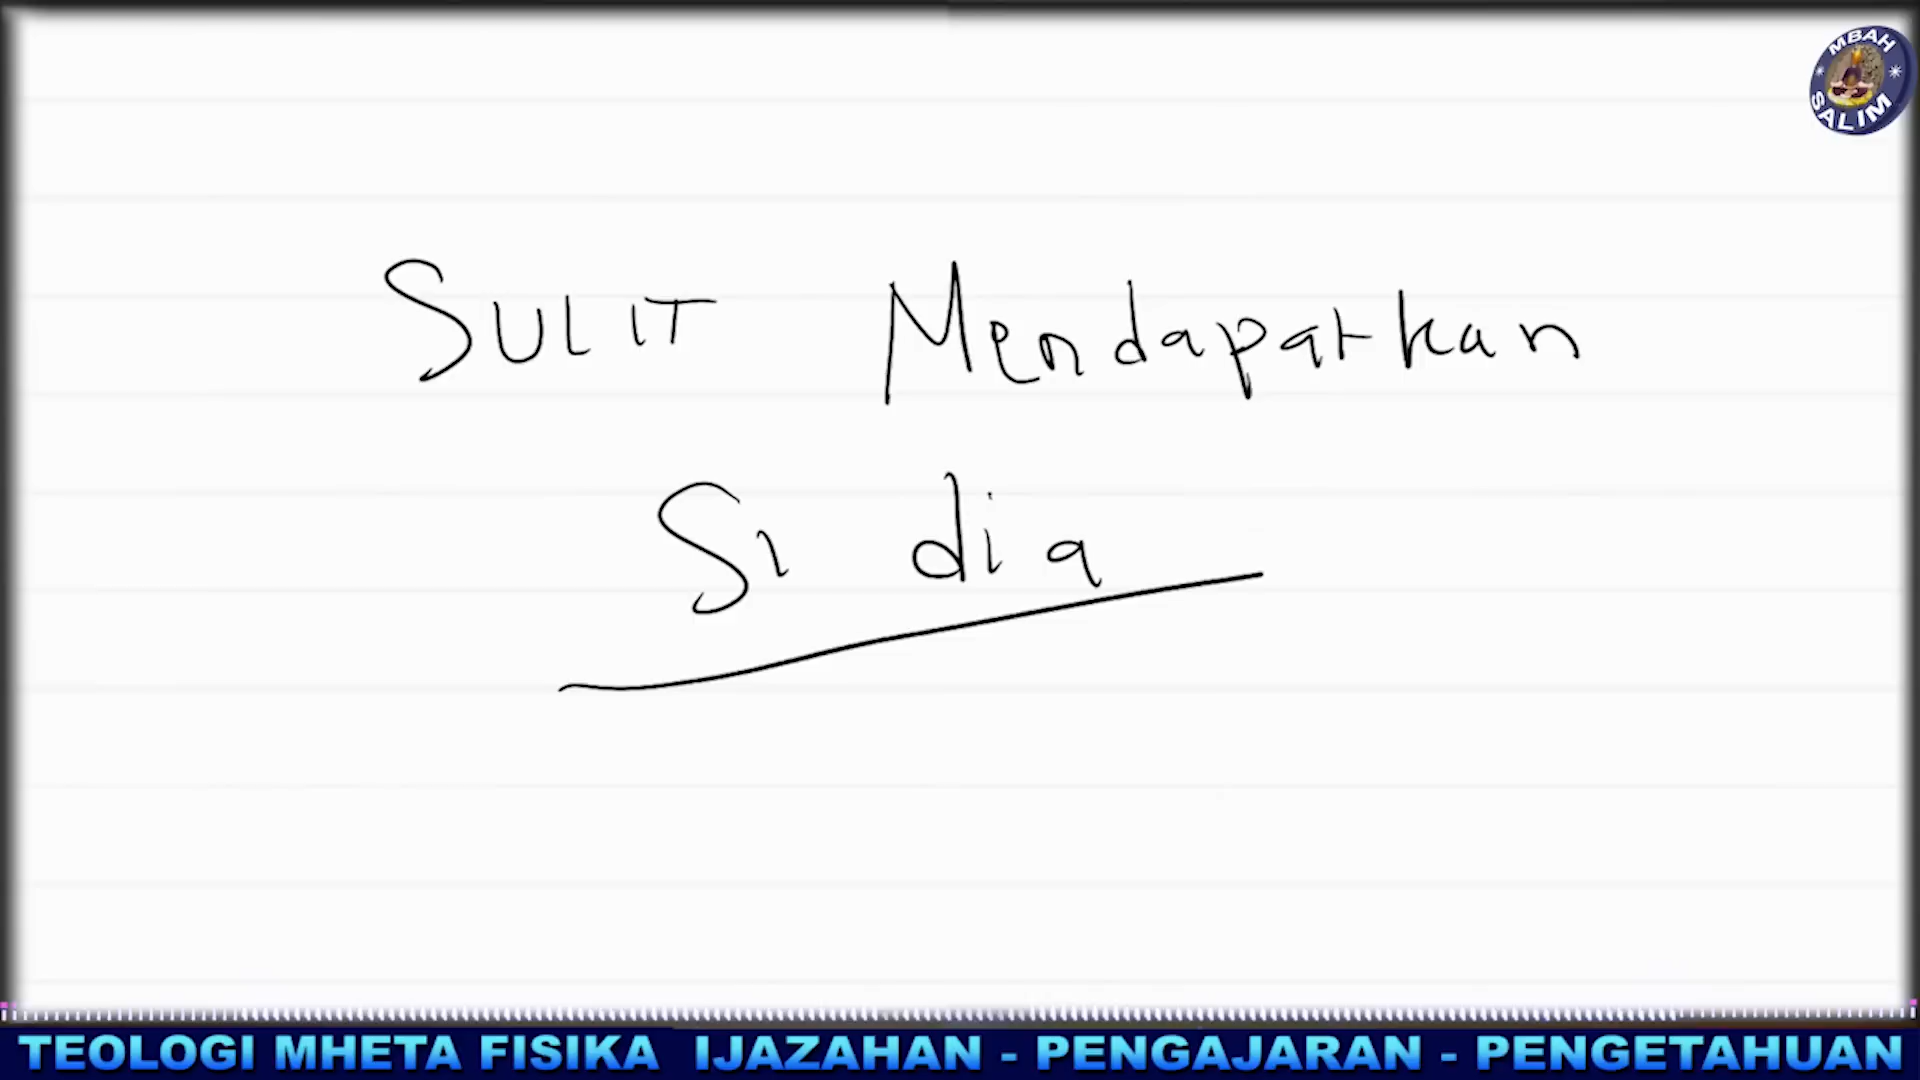 MBAH
SALIM
SULIT Mendapatkan
Si dia
TEOLOGI MHETA FISIKA IJAZAHAN - PENGAJARAN - PENGETAHUAN